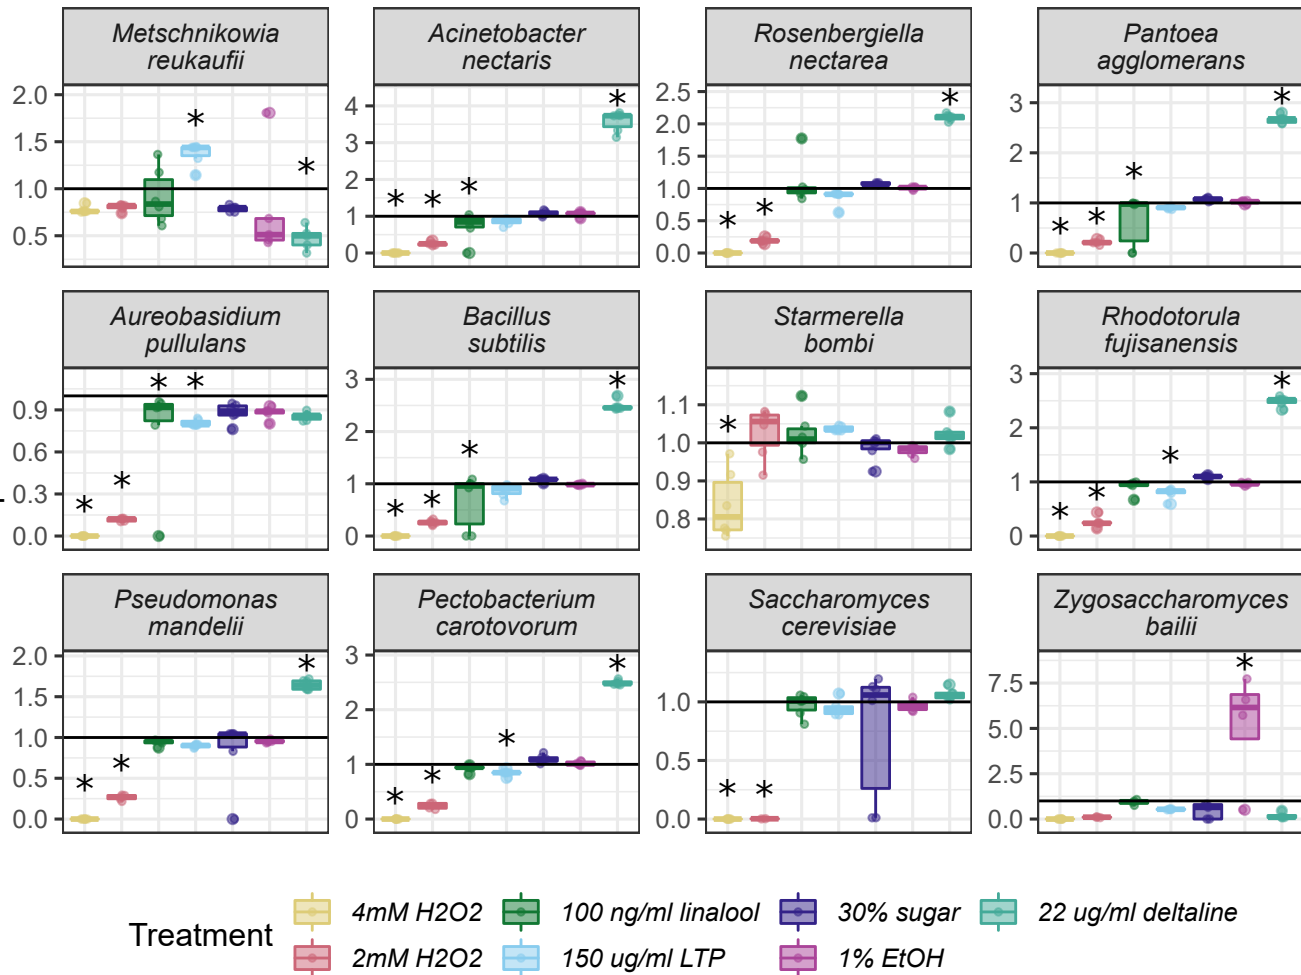 Metschnikowia
reukaufii
Acinetobacter
nectaris
Rosenbergiella
nectarea
Pantoea
agglomerans
2.0
1.5
1.0
0.5
*
*
4
3
2
1
0
*
*
*
*
2.5
2.0
1.5
1.0
0.5
0.0
*
*
*
3
2
1
0
*
*
*
*
Aureobasidium
pullulans
Bacillus
subtilis
Starmerella
bombi
Rhodotorula
fujisanensis
0.9
0.6
0.3
0.0
*
*
*
*
3
2
1
0
*
*
*
*
1.1
1.0
0.9
0.8
*
3
2
1
0
*
*
*
*
Pseudomonas
mandelii
Pectobacterium
carotovorum
Saccharomyces
cerevisiae
Zygosaccharomyces
bailii
2.0
1.5
1.0
0.5
0.0
*
*
*
3
2
1
0
*
*
*
*
1.0
0.5
0.0
*
*
7.5
5.0
2.5
0.0
*
Treatment
4mM H2O2
100 ng/ml linalool
30% sugar
22 ug/ml deltaline
2mM H2O2
150 ug/ml LTP
1% EtOH